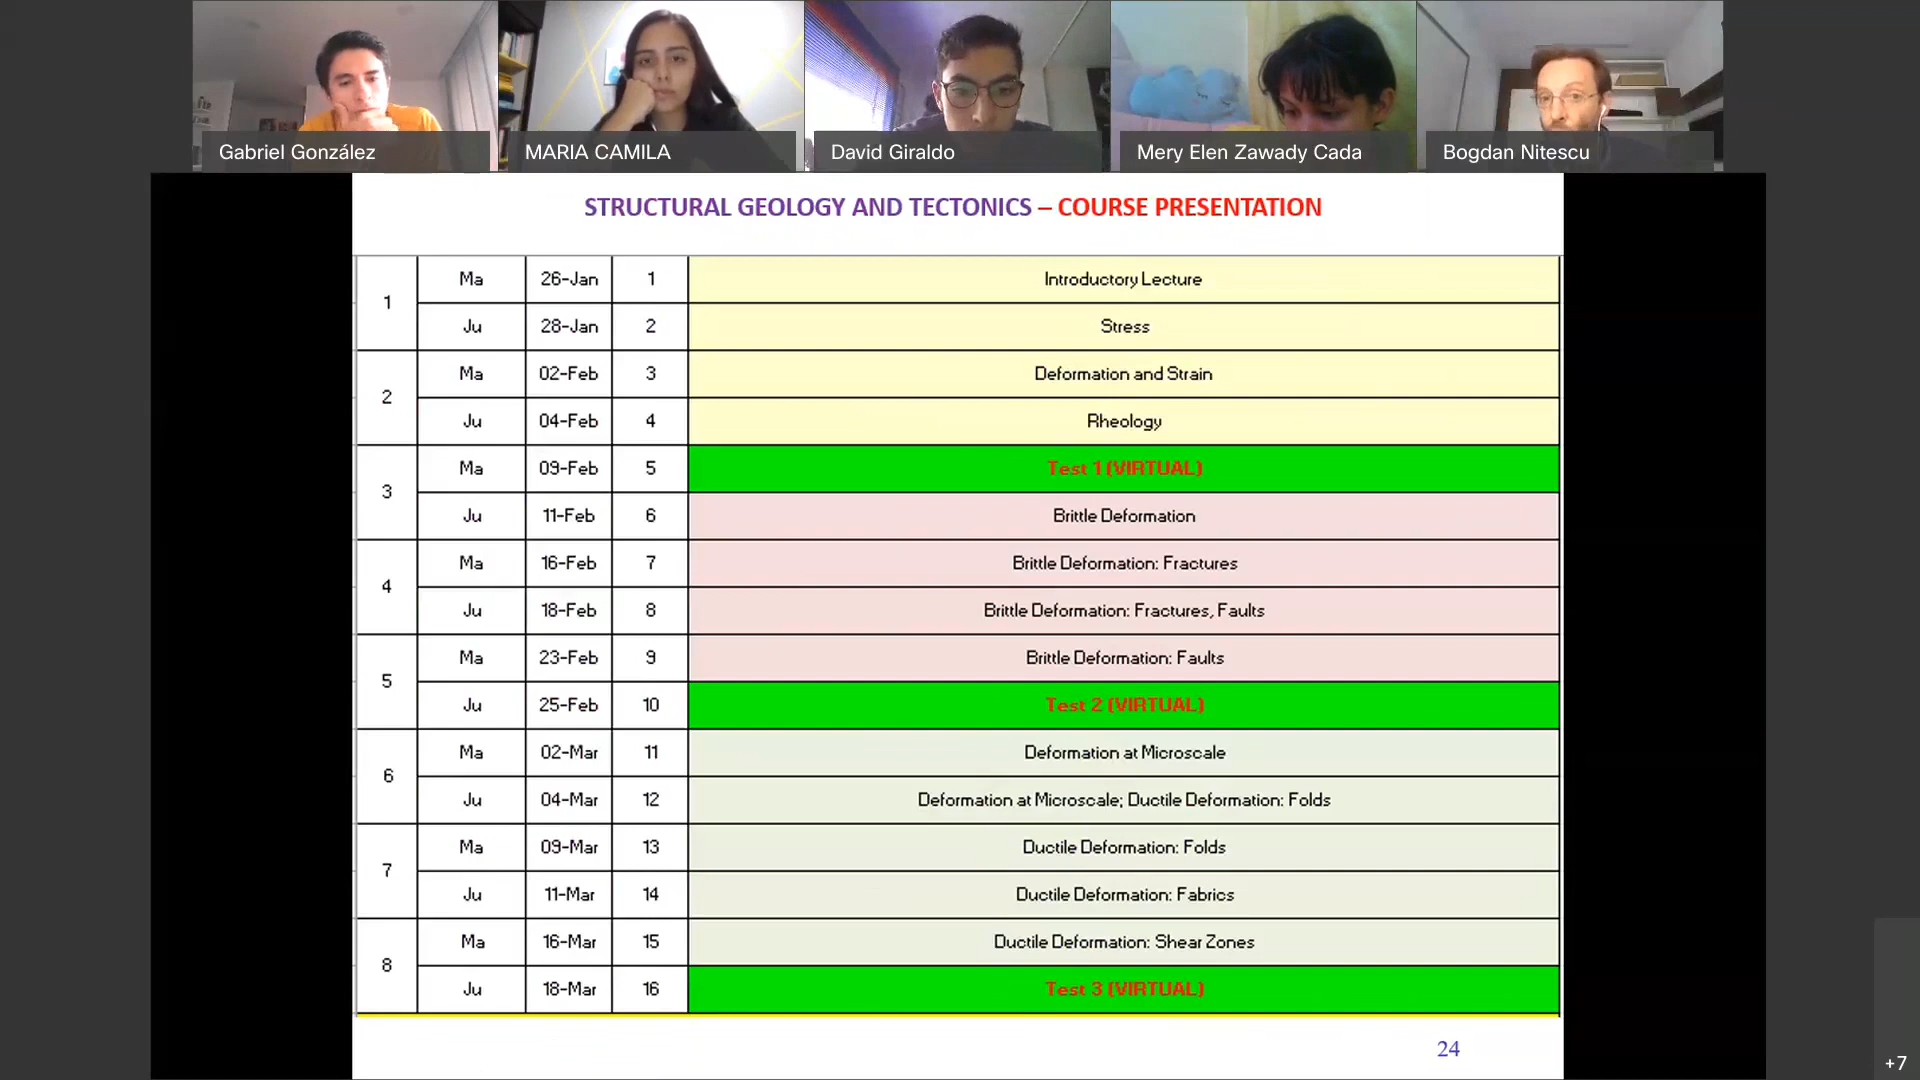 Gabriel González
MARIA CAMILA
David Giraldo
Mery Elen Zawady Cada
Bogdan Nitescu
STRUCTURAL GEOLOGY AND TECTONICS – COURSE PRESENTATION
1 Ma 26-Jan 1 Introductory Lecture
Ju 28-Jan 2 Stress
2 Ma 02-Feb 3 Deformation and Strain
Ju 04-Feb 4 Rheology
3 Ma 09-Feb 5 Test 1 (VIRTUAL)
Ju 11-Feb 6 Brittle Deformation
4 Ma 16-Feb 7 Brittle Deformation: Fractures
Ju 18-Feb 8 Brittle Deformation: Fractures, Faults
5 Ma 23-Feb 9 Brittle Deformation: Faults
Ju 25-Feb 10 Test 2 (VIRTUAL)
6 Ma 02-Mar 11 Deformation at Microscale
Ju 04-Mar 12 Deformation at Microscale; Ductile Deformation: Folds
7 Ma 09-Mar 13 Ductile Deformation: Folds
Ju 11-Mar 14 Ductile Deformation: Fabrics
8 Ma 16-Mar 15 Ductile Deformation: Shear Zones
Ju 18-Mar 16 Test 3 (VIRTUAL)
24
+7